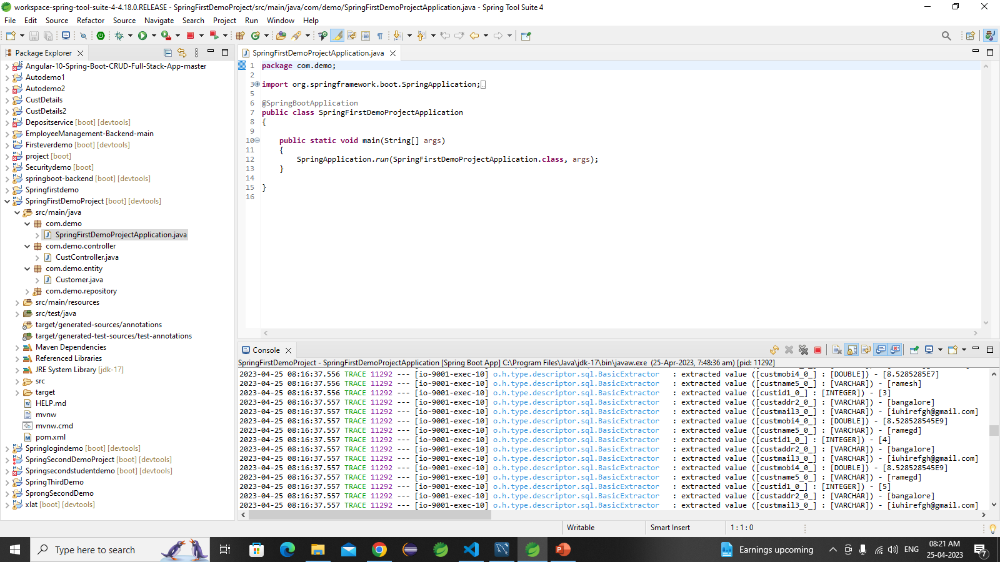 workspace-spring-tool-suite-4-4.18.0.RELEASE - SpringFirstDemoProject/src/main/java/com/demo/SpringFirstDemoProjectApplication.java - Spring Tool Suite 4
File Edit Source Refactor Source Navigate Search Project Run Window Help
Package Explorer
Angular-10-Spring-Boot-CRUD-Full-Stack-App-master
Autodemo1
Autodemo2
CustDetails
CustDetails2
Depositservice [boot] [devtools]
EmployeeManagement-Backend-main
Firsteverdemo [boot] [devtools]
project [boot]
Securitydemo [boot]
springboot-backend [boot] [devtools]
Springfirstdemo
SpringFirstDemoProject [boot] [devtools]
src/main/java
com.demo
SpringFirstDemoProjectApplication.java
com.demo.controller
CustController.java
com.demo.entity
Customer.java
com.demo.repository
src/main/resources
src/test/java
target/generated-sources/annotations
target/generated-test-sources/test-annotations
Maven Dependencies
Referenced Libraries
JRE System Library [jdk-17]
src
target
HELP.md
mvnw
mvnw.cmd
pom.xml
Springlogindemo [boot] [devtools]
SpringSecondDemoProject [boot] [devtools]
Springsecondstudentdemo [boot] [devtools]
SpringThirdDemo
SprongSecondDemo
xlat [boot] [devtools]
SpringFirstDemoProjectApplication.java
1 package com.demo;
2
3 import org.springframework.boot.SpringApplication;
5
6 @SpringBootApplication
7 public class SpringFirstDemoProjectApplication
8 {
9
10 public static void main(String[] args)
11 {
12 SpringApplication.run(SpringFirstDemoProjectApplication.class, args);
13 }
14
15 }
16
Console
SpringFirstDemoProject - SpringFirstDemoProjectApplication [Spring Boot App] C:\Program Files\Java\jdk-17\bin\javaw.exe (25-Apr-2023, 7:48:36 am) [pid: 11292]
2023-04-25 08:16:37.556 TRACE 11292 --- [io-9001-exec-10] o.h.type.descriptor.sql.BasicExtractor : extracted value ([custmobi4_0_] : [DOUBLE]) - [8.5285285E7]
2023-04-25 08:16:37.556 TRACE 11292 --- [io-9001-exec-10] o.h.type.descriptor.sql.BasicExtractor : extracted value ([custname5_0_] : [VARCHAR]) - [ramesh]
2023-04-25 08:16:37.556 TRACE 11292 --- [io-9001-exec-10] o.h.type.descriptor.sql.BasicExtractor : extracted value ([custid1_0_] : [INTEGER]) - [3]
2023-04-25 08:16:37.557 TRACE 11292 --- [io-9001-exec-10] o.h.type.descriptor.sql.BasicExtractor : extracted value ([custaddr2_0_] : [VARCHAR]) - [bangalore]
2023-04-25 08:16:37.557 TRACE 11292 --- [io-9001-exec-10] o.h.type.descriptor.sql.BasicExtractor : extracted value ([custmail3_0_] : [VARCHAR]) - [iuhirefgh@gmail.com]
2023-04-25 08:16:37.557 TRACE 11292 --- [io-9001-exec-10] o.h.type.descriptor.sql.BasicExtractor : extracted value ([custmobi4_0_] : [DOUBLE]) - [8.528528545E9]
2023-04-25 08:16:37.557 TRACE 11292 --- [io-9001-exec-10] o.h.type.descriptor.sql.BasicExtractor : extracted value ([custname5_0_] : [VARCHAR]) - [ramegd]
2023-04-25 08:16:37.557 TRACE 11292 --- [io-9001-exec-10] o.h.type.descriptor.sql.BasicExtractor : extracted value ([custid1_0_] : [INTEGER]) - [4]
2023-04-25 08:16:37.557 TRACE 11292 --- [io-9001-exec-10] o.h.type.descriptor.sql.BasicExtractor : extracted value ([custaddr2_0_] : [VARCHAR]) - [bangalore]
2023-04-25 08:16:37.557 TRACE 11292 --- [io-9001-exec-10] o.h.type.descriptor.sql.BasicExtractor : extracted value ([custmail3_0_] : [VARCHAR]) - [iuhirefgh@gmail.com]
2023-04-25 08:16:37.557 TRACE 11292 --- [io-9001-exec-10] o.h.type.descriptor.sql.BasicExtractor : extracted value ([custmobi4_0_] : [DOUBLE]) - [8.528528545E9]
2023-04-25 08:16:37.557 TRACE 11292 --- [io-9001-exec-10] o.h.type.descriptor.sql.BasicExtractor : extracted value ([custname5_0_] : [VARCHAR]) - [ramegd]
2023-04-25 08:16:37.557 TRACE 11292 --- [io-9001-exec-10] o.h.type.descriptor.sql.BasicExtractor : extracted value ([custid1_0_] : [INTEGER]) - [5]
2023-04-25 08:16:37.557 TRACE 11292 --- [io-9001-exec-10] o.h.type.descriptor.sql.BasicExtractor : extracted value ([custaddr2_0_] : [VARCHAR]) - [bangalore]
2023-04-25 08:16:37.557 TRACE 11292 --- [io-9001-exec-10] o.h.type.descriptor.sql.BasicExtractor : extracted value ([custmail3_0_] : [VARCHAR]) - [iuhirefgh@gmail.com]
Writable Smart Insert 1 : 1 : 0
Type here to search
Earnings upcoming
ENG
08:21 AM
25-04-2023
7